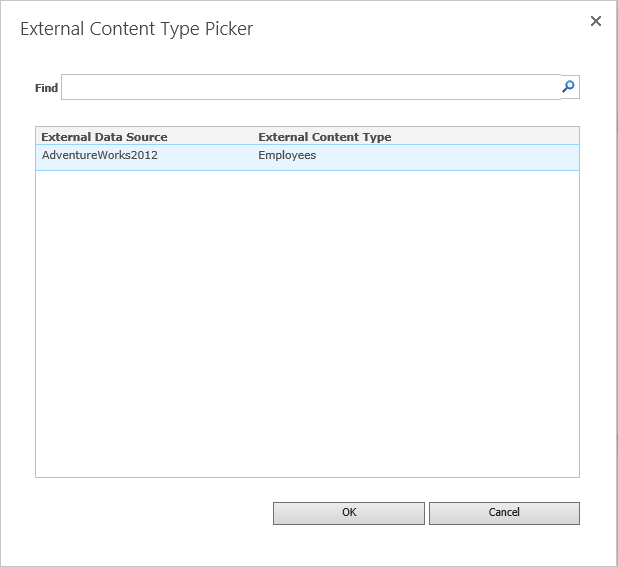 External Content Type Picker
Find
External Data Source External Content Type
AdventureWorks2012 Employees
OK Cancel